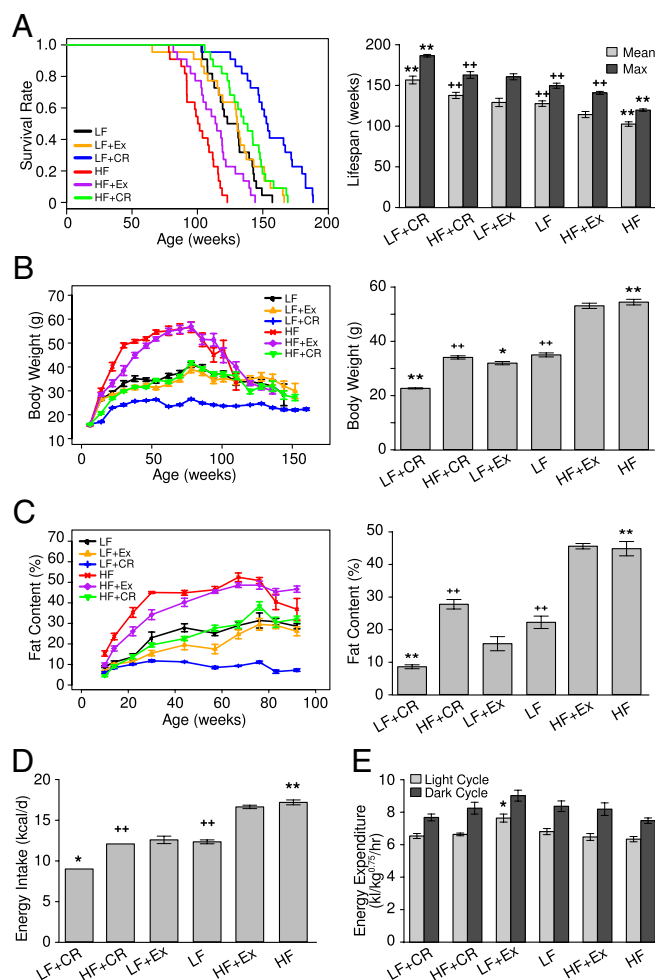 A
Survival Rate
1.0
0.8
0.6
0.4
0.2
0
LF
LF+Ex
LF+CR
HF
HF+Ex
HF+CR
0 50 100 150 200
Age (weeks)
Lifespan (weeks)
200
150
100
50
0
Mean
Max
** ** ++ ++ ++ ++ ++ ++ ** **
LF+CR HF+CR LF+Ex LF HF+Ex HF
B
Body Weight (g)
70
60
50
40
30
20
10
LF
LF+Ex
LF+CR
HF
HF+Ex
HF+CR
0 50 100 150
Age (weeks)
Body Weight (g)
60
40
20
0
** ++ * ++ **
LF+CR HF+CR LF+Ex LF HF+Ex HF
C
Fat Content (%)
70
60
50
40
30
20
10
0
LF
LF+Ex
LF+CR
HF
HF+Ex
HF+CR
0 20 40 60 80 100
Age (weeks)
Fat Content (%)
50
40
30
20
10
0
** ++ ++ **
LF+CR HF+CR LF+Ex LF HF+Ex HF
D
Energy Intake (kcal/d)
20
15
10
5
0
* ++ ++ **
LF+CR HF+CR LF+Ex LF HF+Ex HF
E
Energy Expenditure
(kl/kg^0.75/hr)
10
8
6
4
2
0
Light Cycle
Dark Cycle
*
LF+CR HF+CR LF+Ex LF HF+Ex HF